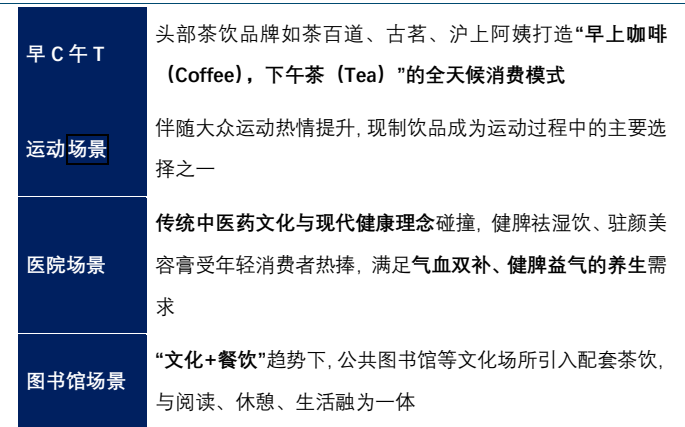 早 C 午 T
头部茶饮品牌如茶百道、古茗、沪上阿姨打造“早上咖啡
（Coffee），下午茶（Tea）”的全天候消费模式
运动场景
伴随大众运动热情提升，现制饮品成为运动过程中的主要选
择之一
医院场景
传统中医药文化与现代健康理念碰撞，健脾祛湿饮、驻颜美
容膏受年轻消费者热捧，满足气血双补、健脾益气的养生需
求
图书馆场景
“文化+餐饮”趋势下，公共图书馆等文化场所引入配套茶饮，
与阅读、休憩、生活融为一体